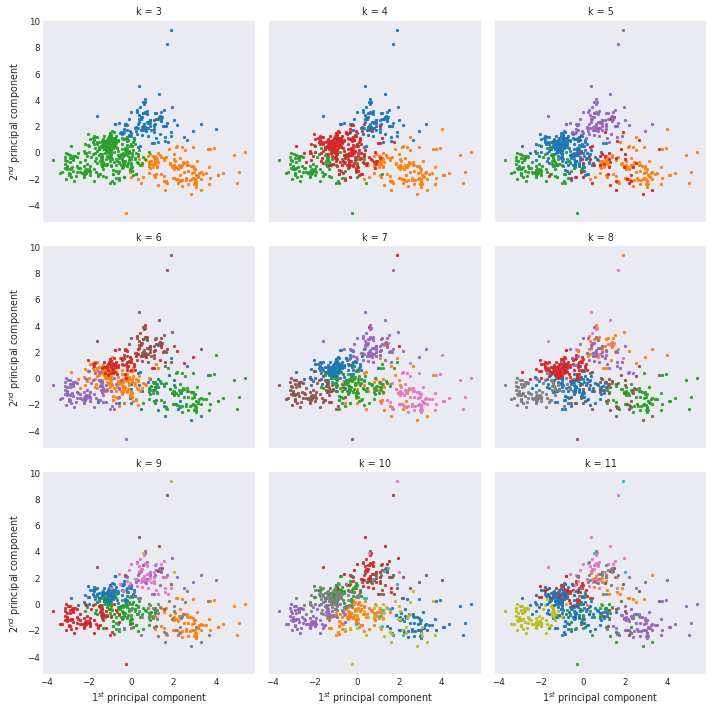 k = 3
k = 4
k = 5
10
8
6
4
2
0
−2
−4
2nd principal component
k = 6
k = 7
k = 8
10
8
6
4
2
0
−2
−4
2nd principal component
k = 9
k = 10
k = 11
10
8
6
4
2
0
−2
−4
2nd principal component
−4 −2 0 2 4
−4 −2 0 2 4
−4 −2 0 2 4
1st principal component
1st principal component
1st principal component